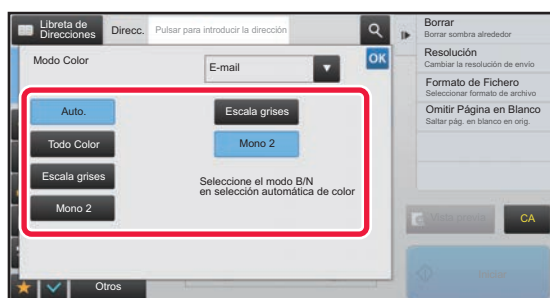 Libreta de
Direcciones
Direcc.
Pulsar para introducir la dirección
Modo Color
E-mail
OK
Auto.
Todo Color
Escala grises
Mono 2
Escala grises
Mono 2
Seleccione el modo B/N
en selección automática de color
Otros
Borrar
Borrar sombra alrededor
Resolución
Cambiar la resolución de envío
Formato de Fichero
Seleccionar formato de archivo
Omitir Página en Blanco
Saltar pág. en blanco en orig.
CA